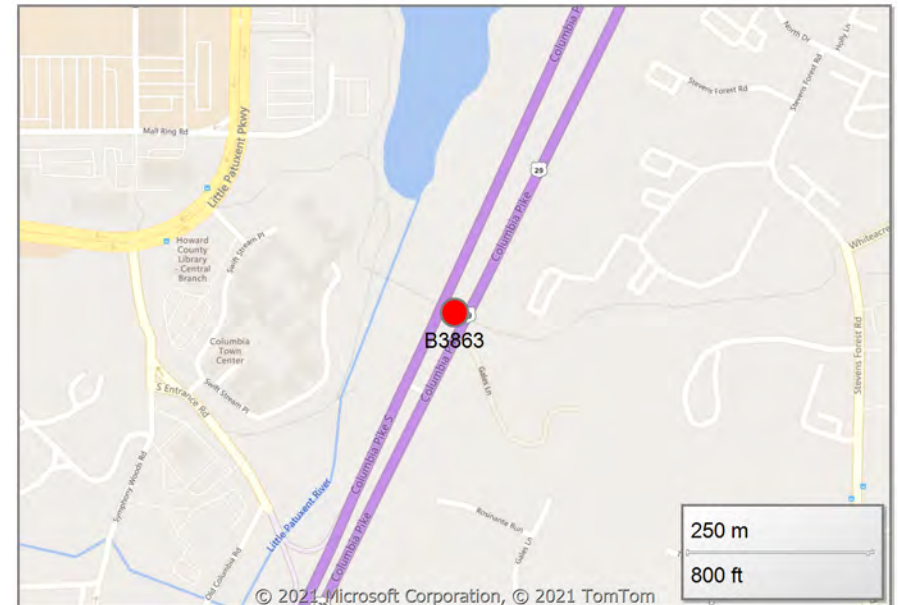 Columbia P
North Dr
Holly Ln
Stevens Forest Rd
Stevens Forest Rd
Mall Ring Rd
Little Patuxent Pkwy
29
Columbia Pike
Howard
County
Library
- Central
Branch
Swift Stream Pl
Whiteacre
B3863
Columbia
Town
Center
Columbia P
Stevens Forest Rd
Gales Ln
Swift Stream Pl
S Entrance Rd
Columbia Pike S
Symphony Woods Rd
Little Patuxent River
Rivinante Run
Gales Ln
Columbia Pike
Old Columbia Rd
250 m
800 ft
© 2021 Microsoft Corporation, © 2021 TomTom